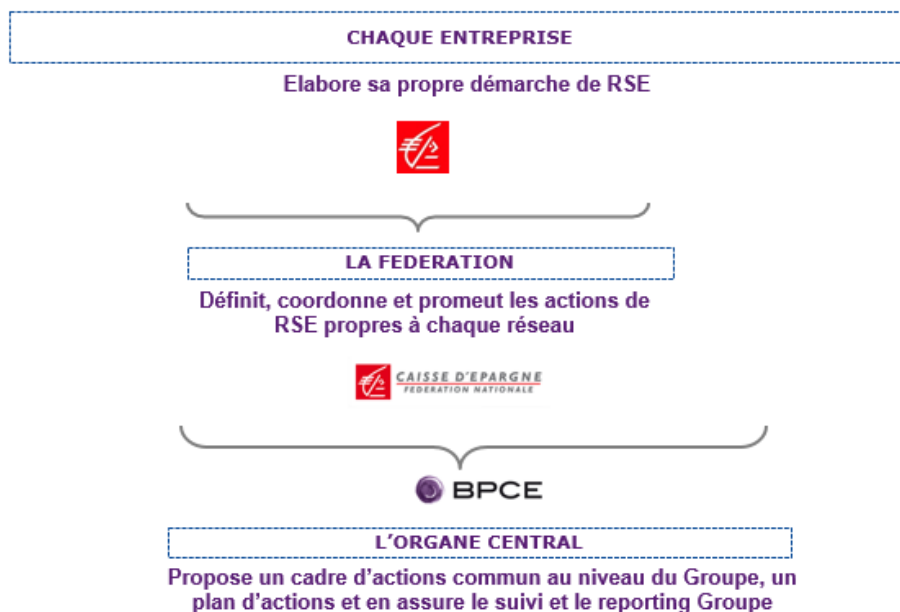 CHAQUE ENTREPRISE
Elabore sa propre démarche de RSE
LA FEDERATION
Définit, coordonne et promeut les actions de
RSE propres à chaque réseau
CAISSE D'EPARGNE
FEDERATION NATIONALE
BPCE
L'ORGANE CENTRAL
Propose un cadre d'actions commun au niveau du Groupe, un
plan d'actions et en assure le suivi et le reporting Groupe